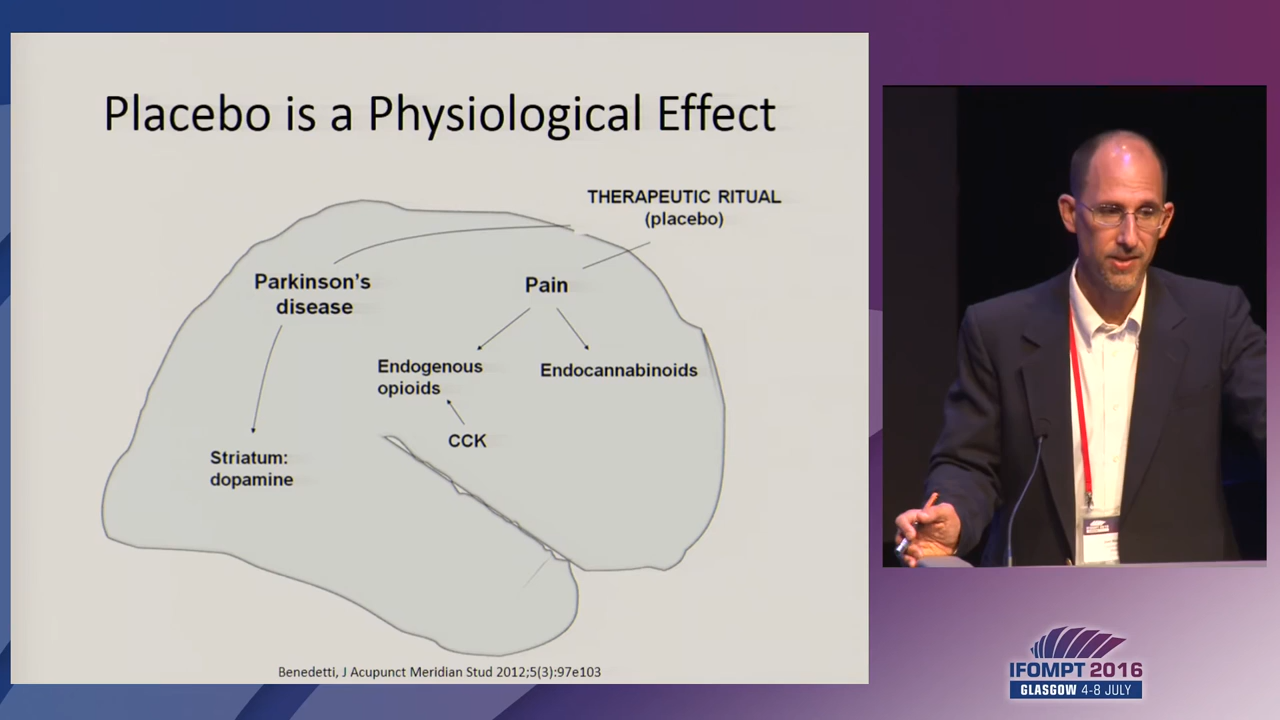 Placebo is a Physiological Effect
THERAPEUTIC RITUAL
(placebo)
Parkinson’s
disease
Pain
Endogenous
opioids
Endocannabinoids
CCK
Striatum:
dopamine
Benedetti, J Acupunct Meridian Stud 2012;5(3):97e103
IFOMPT 2016
GLASGOW 4-8 JULY